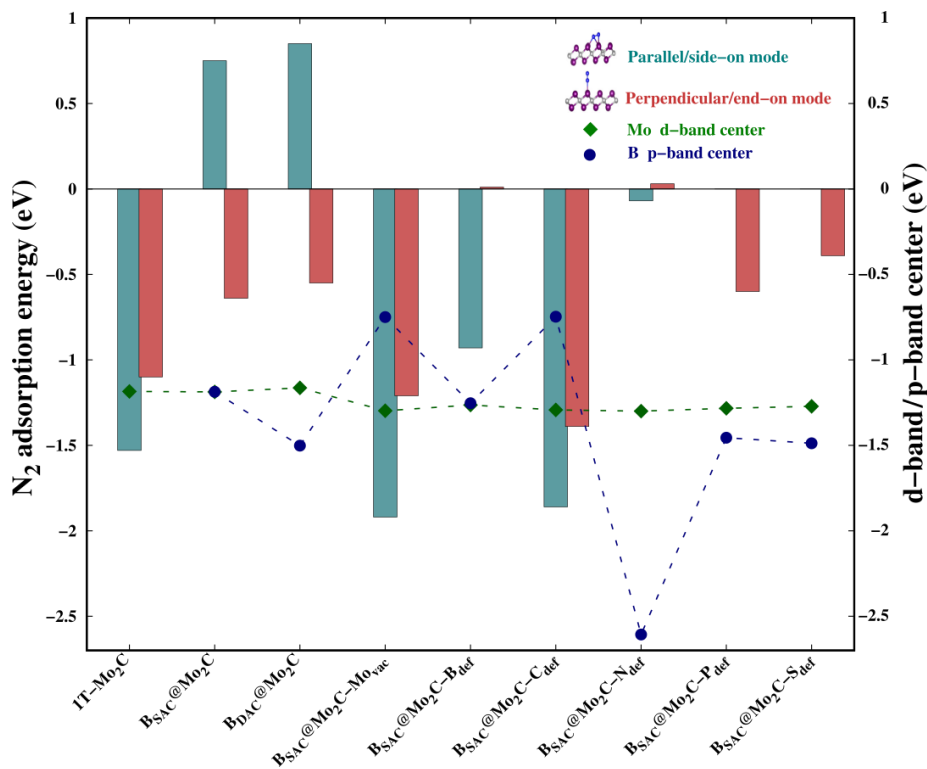 1
0.5
0
−0.5
−1
−1.5
−2
−2.5
N2 adsorption energy (eV)
Parallel/side−on mode
Perpendicular/end−on mode
Mo d−band center
B p−band center
1
0.5
0
−0.5
−1
−1.5
−2
−2.5
d−band/p−band center (eV)
1T−Mo2C
BSAC@Mo2C
BDAC@Mo2C
BSAC@Mo2C−Movac
BSAC@Mo2C−Bdef
BSAC@Mo2C−Cdef
BSAC@Mo2C−Ndef
BSAC@Mo2C−Pdef
BSAC@Mo2C−Sdef